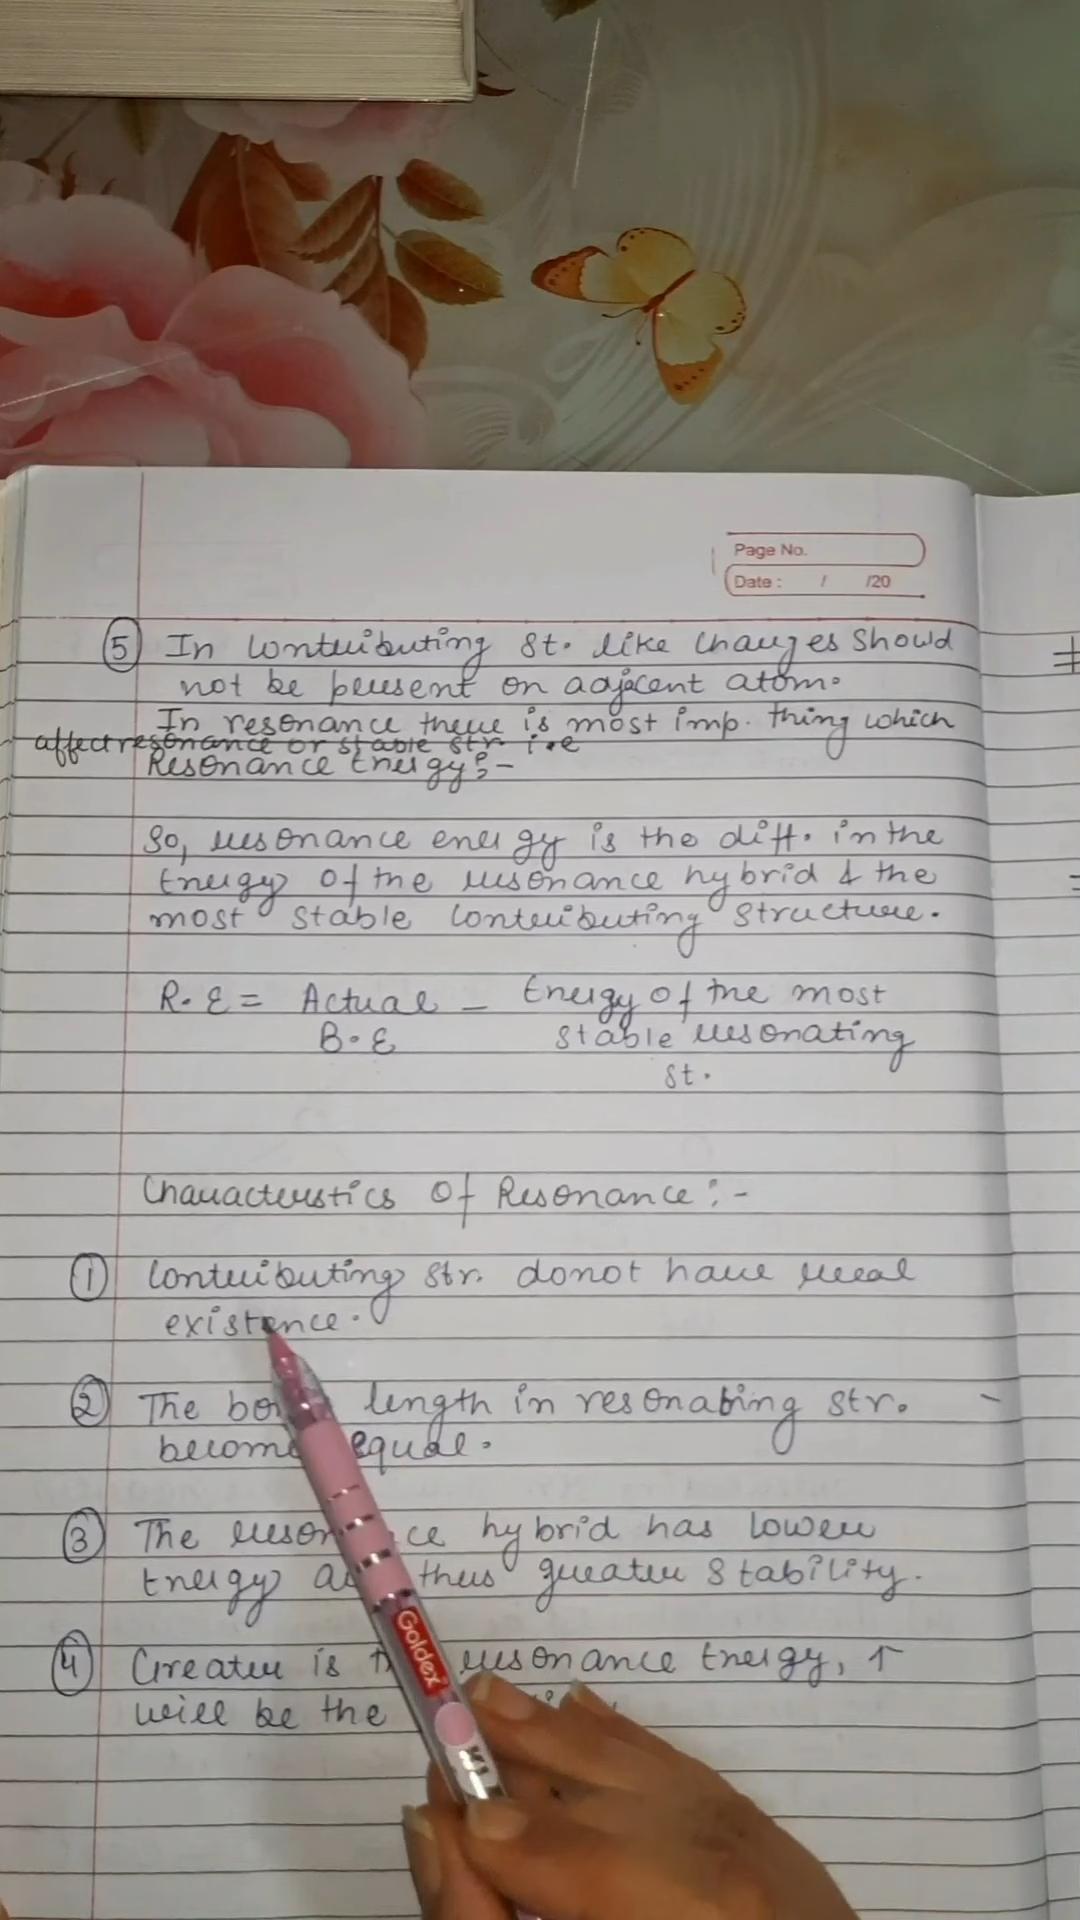 Page No.
Date : / /20
⑤ In Contributing St. like Charges Should
not be present on adjacent atom.
In resonance there is most imp. thing which
affect resonance or stable str i.e
Resonance Energy:-
So, resonance energy is the diff. in the
Energy of the resonance hybrid & the
most stable Contributing Structure.
R.E = Actual - Energy of the most
B.E stable resonating
St.
Characteristics Of Resonance:-
① Contributing Str. donot have real
existence.
② The length in resonating Str.
become equal.
③ The hybrid has lower
Energy thus greater Stability.
④ Greater is resonance Energy, ↑
will be the
Goldex